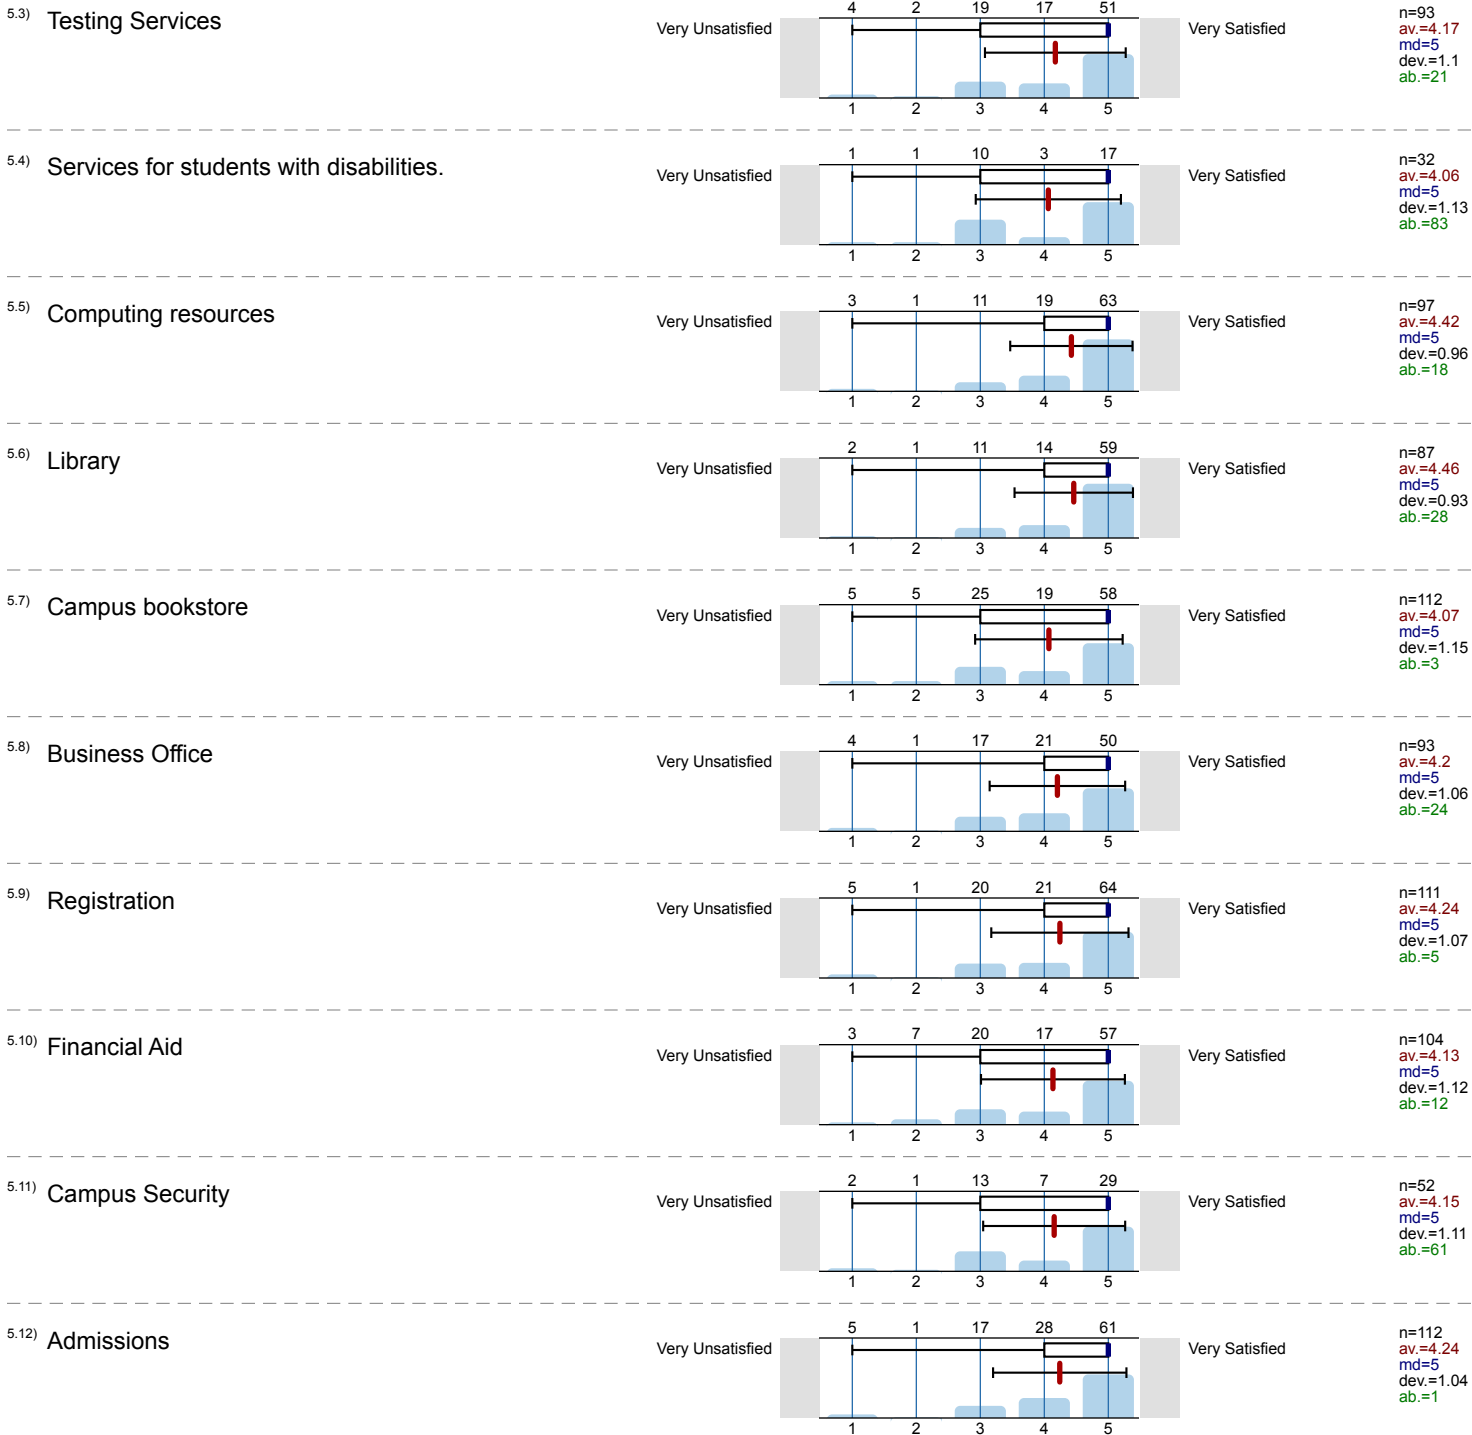 5.3) Testing Services
4 2 19 17 51
Very Unsatisfied Very Satisfied
1 2 3 4 5
n=93
av.=4.17
md=5
dev.=1.1
ab.=21
5.4) Services for students with disabilities.
1 1 10 3 17
Very Unsatisfied Very Satisfied
1 2 3 4 5
n=32
av.=4.06
md=5
dev.=1.13
ab.=83
5.5) Computing resources
3 1 11 19 63
Very Unsatisfied Very Satisfied
1 2 3 4 5
n=97
av.=4.42
md=5
dev.=0.96
ab.=18
5.6) Library
2 1 11 14 59
Very Unsatisfied Very Satisfied
1 2 3 4 5
n=87
av.=4.46
md=5
dev.=0.93
ab.=28
5.7) Campus bookstore
5 5 25 19 58
Very Unsatisfied Very Satisfied
1 2 3 4 5
n=112
av.=4.07
md=5
dev.=1.15
ab.=3
5.8) Business Office
4 1 17 21 50
Very Unsatisfied Very Satisfied
1 2 3 4 5
n=93
av.=4.2
md=5
dev.=1.06
ab.=24
5.9) Registration
5 1 20 21 64
Very Unsatisfied Very Satisfied
1 2 3 4 5
n=111
av.=4.24
md=5
dev.=1.07
ab.=5
5.10) Financial Aid
3 7 20 17 57
Very Unsatisfied Very Satisfied
1 2 3 4 5
n=104
av.=4.13
md=5
dev.=1.12
ab.=12
5.11) Campus Security
2 1 13 7 29
Very Unsatisfied Very Satisfied
1 2 3 4 5
n=52
av.=4.15
md=5
dev.=1.11
ab.=61
5.12) Admissions
5 1 17 28 61
Very Unsatisfied Very Satisfied
1 2 3 4 5
n=112
av.=4.24
md=5
dev.=1.04
ab.=1